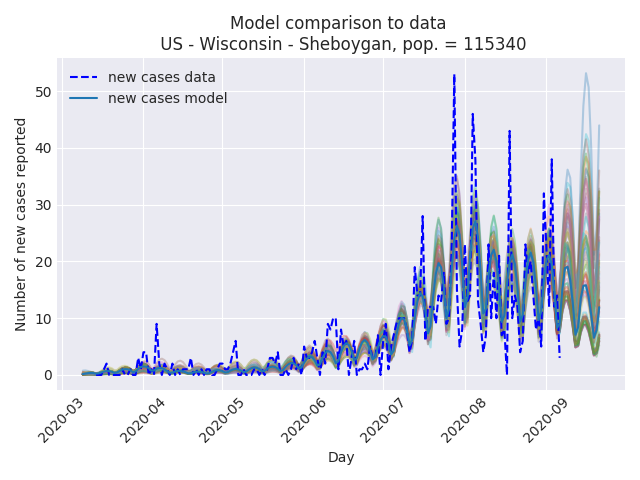 Model comparison to data
US - Wisconsin - Sheboygan, pop. = 115340
new cases data
new cases model
Number of new cases reported
50
40
30
20
10
0
2020-03
2020-04
2020-05
2020-06
2020-07
2020-08
2020-09
Day